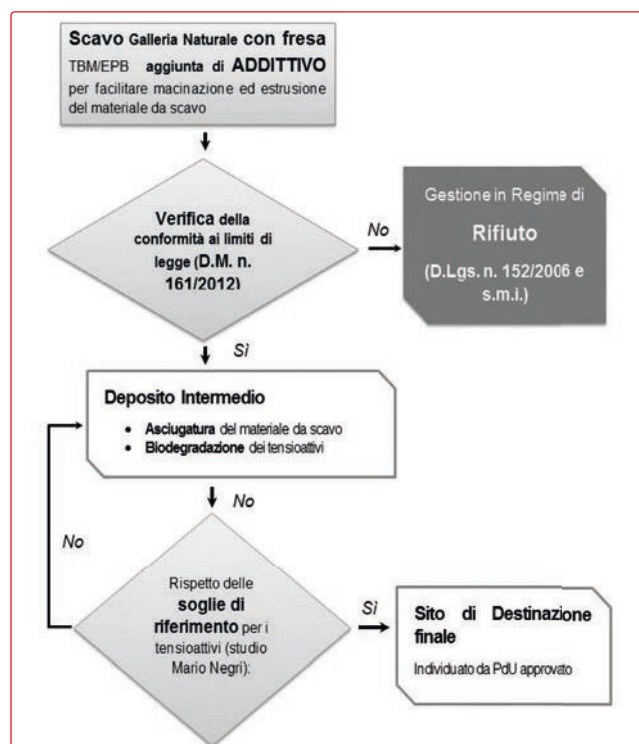 Scavo Galleria Naturale con fresa
TBM/EPB aggiunta di ADDITTIVO
per facilitare macinazione ed estrusione
del materiale da scavo
Verifica della
conformità ai limiti di
legge (D.M. n.
161/2012)
No
Gestione in Regime di
Rifiuto
(D.Lgs. n. 152/2006 e
s.m.i.)
Sì
Deposito Intermedio
• Asciugatura del materiale da scavo
• Biodegradazione dei tensioattivi
No
No
Rispetto delle
soglie di
riferimento per i
tensioattivi (studio
Mario Negri):
Sì
Sito di Destinazione
finale
Individuato da PdU approvato